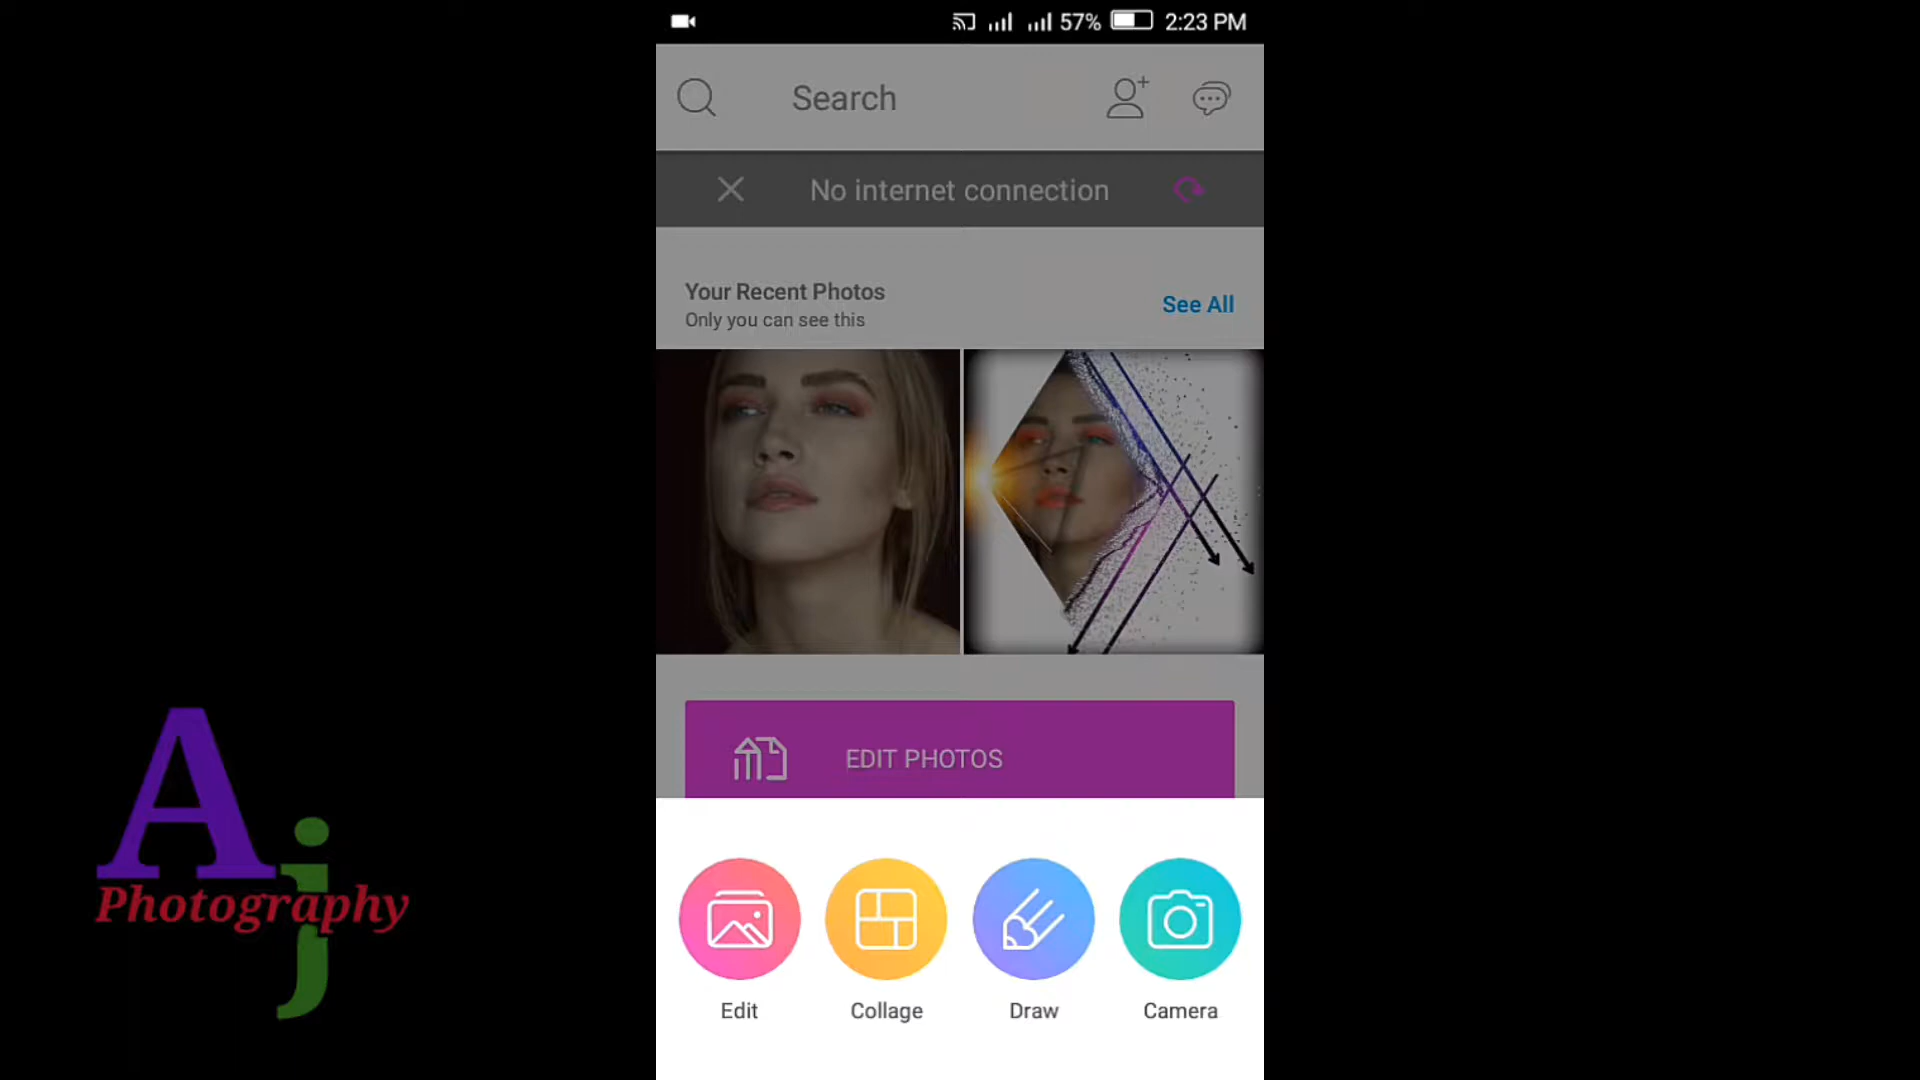 57% 2:23 PM
Search
No internet connection
Your Recent Photos
See All
Only you can see this
EDIT PHOTOS
Edit Collage Draw Camera
Aj
Photography